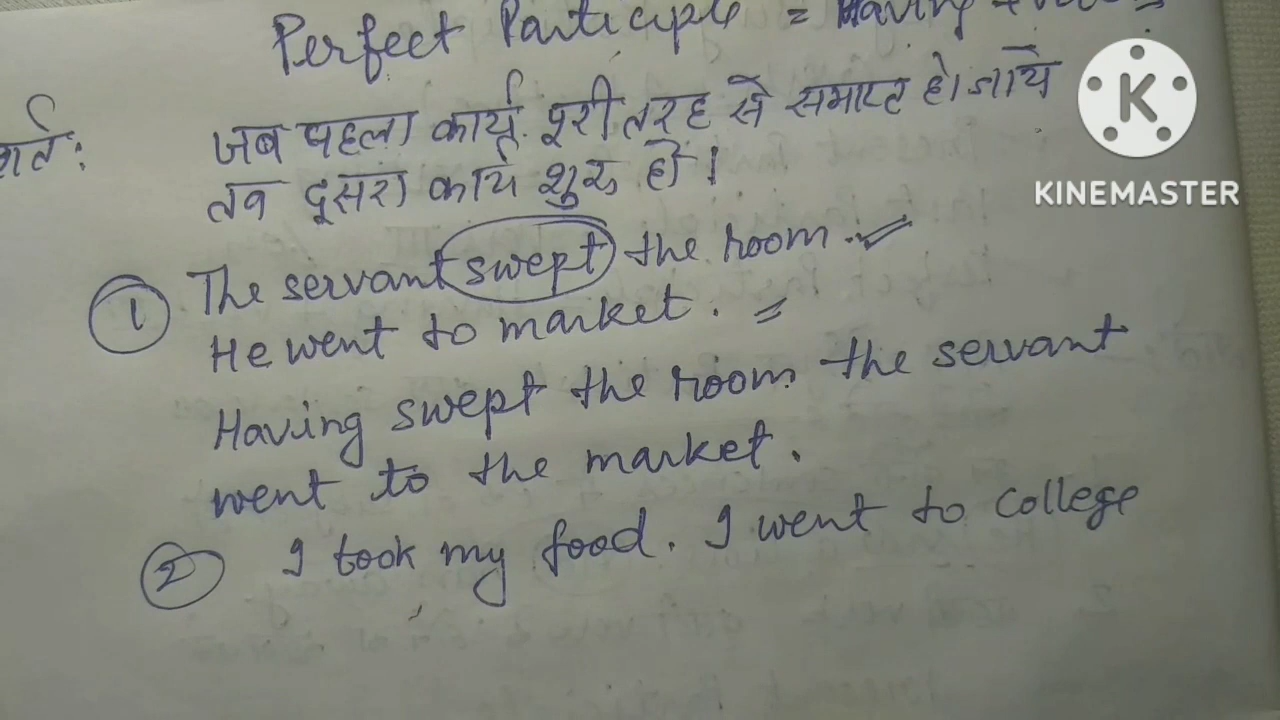 Perfect Participle = Having +
शर्त:
जब पहला कार्य पूरी तरह से समाप्त हो जाये
तब दूसरा कार्य शुरू हो।
① The servant swept the room.
He went to market.
Having swept the room the servant
went to the market.
② I took my food. I went to college
K
KINEMASTER